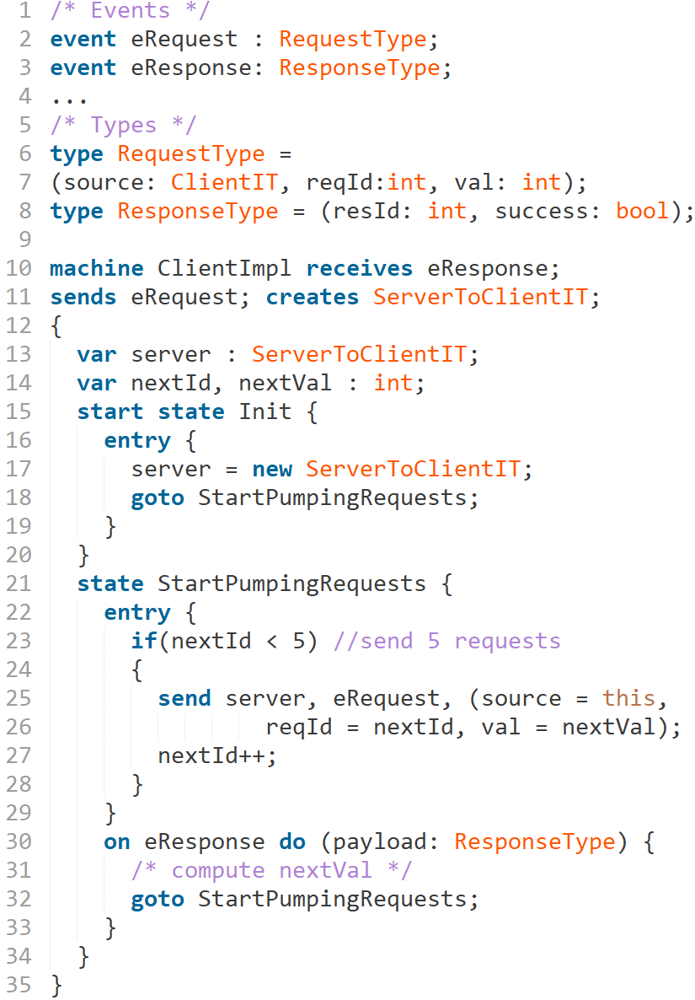 1 /* Events */
2 event eRequest : RequestType;
3 event eResponse: ResponseType;
4 ...
5 /* Types */
6 type RequestType =
7 (source: ClientIT, reqId:int, val: int);
8 type ResponseType = (resId: int, success: bool);
9
10 machine ClientImpl receives eResponse;
11 sends eRequest; creates ServerToClientIT;
12 {
13   var server : ServerToClientIT;
14   var nextId, nextVal : int;
15   start state Init {
16     entry {
17       server = new ServerToClientIT;
18       goto StartPumpingRequests;
19     }
20   }
21   state StartPumpingRequests {
22     entry {
23       if(nextId < 5) //send 5 requests
24       {
25         send server, eRequest, (source = this,
26                 reqId = nextId, val = nextVal);
27         nextId++;
28       }
29     }
30     on eResponse do (payload: ResponseType) {
31       /* compute nextVal */
32       goto StartPumpingRequests;
33     }
34   }
35 }